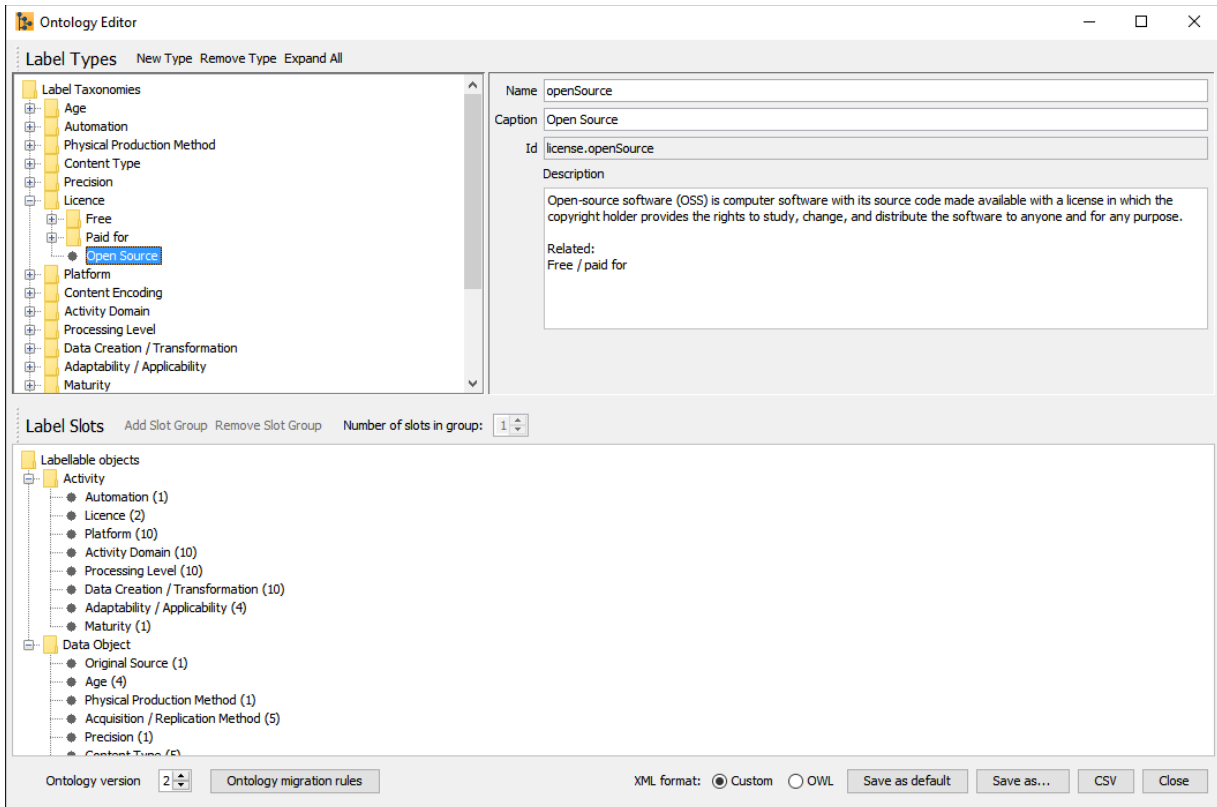 Ontology Editor
Label Types New Type Remove Type Expand All
Label Taxonomies
Age
Automation
Physical Production Method
Content Type
Precision
Licence
Free
Paid for
Open Source
Platform
Content Encoding
Activity Domain
Processing Level
Data Creation / Transformation
Adaptability / Applicability
Maturity
Name openSource
Caption Open Source
Id license.openSource
Description
Open-source software (OSS) is computer software with its source code made available with a license in which the
copyright holder provides the rights to study, change, and distribute the software to anyone and for any purpose.
Related:
Free / paid for
Label Slots Add Slot Group Remove Slot Group Number of slots in group: 1
Labellable objects
Activity
Automation (1)
Licence (2)
Platform (10)
Activity Domain (10)
Processing Level (10)
Data Creation / Transformation (10)
Adaptability / Applicability (4)
Maturity (1)
Data Object
Original Source (1)
Age (4)
Physical Production Method (1)
Acquisition / Replication Method (5)
Precision (1)
Content Type (5)
Ontology version 2 Ontology migration rules XML format: Custom OWL Save as default Save as... CSV Close